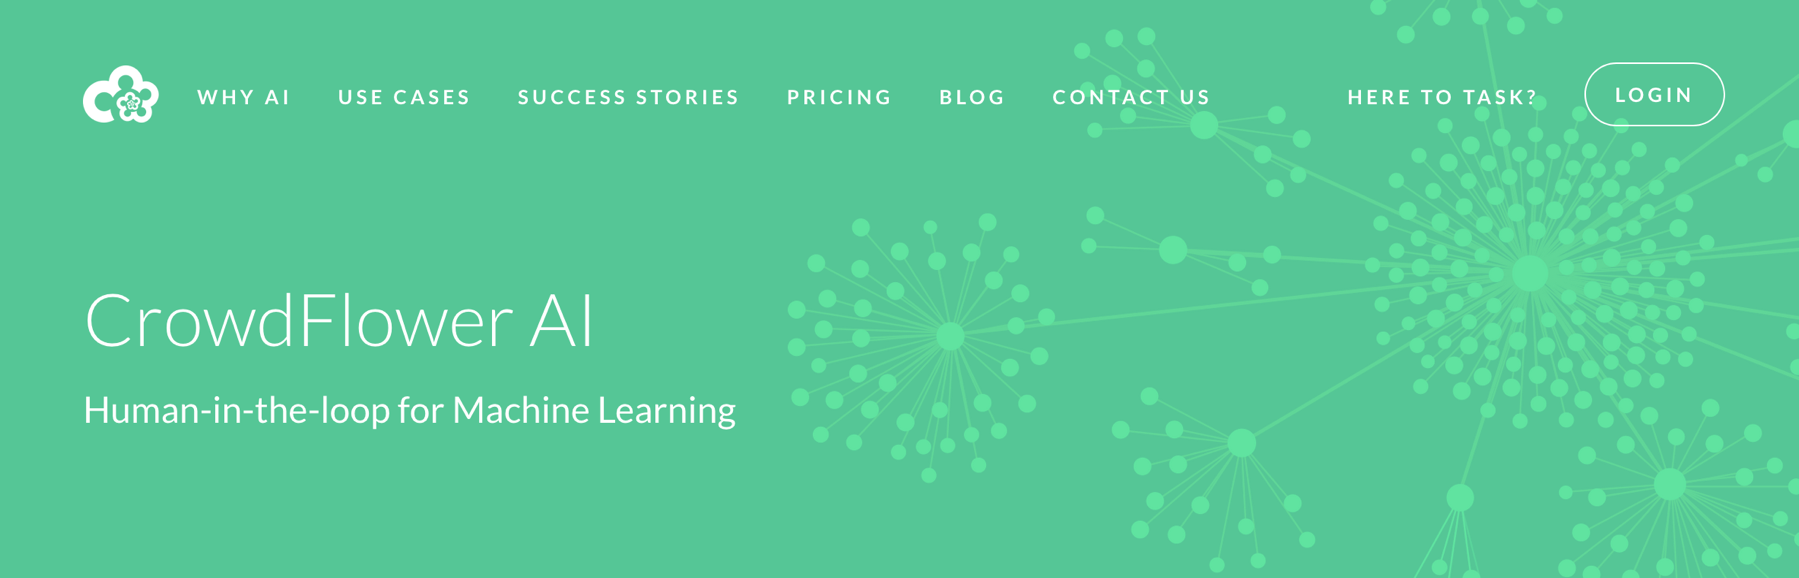 WHY AI USE CASES SUCCESS STORIES PRICING BLOG CONTACT US HERE TO TASK? LOGIN
CrowdFlower AI
Human-in-the-loop for Machine Learning